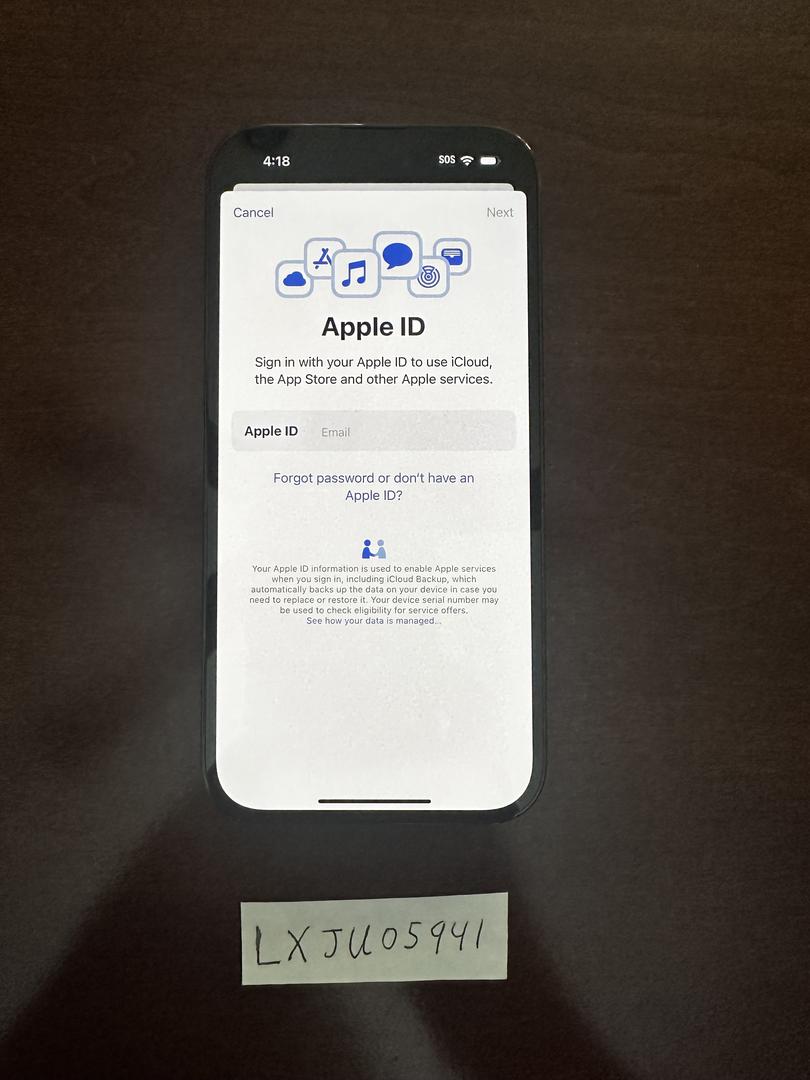 4:18 SOS
Cancel Next
Apple ID
Sign in with your Apple ID to use iCloud,
the App Store and other Apple services.
Apple ID Email
Forgot password or don't have an
Apple ID?
Your Apple ID information is used to enable Apple services
when you sign in, including iCloud Backup, which
automatically backs up the data on your device in case you
need to replace or restore it. Your device serial number may
be used to check eligibility for service offers.
See how your data is managed...
LXJU05941